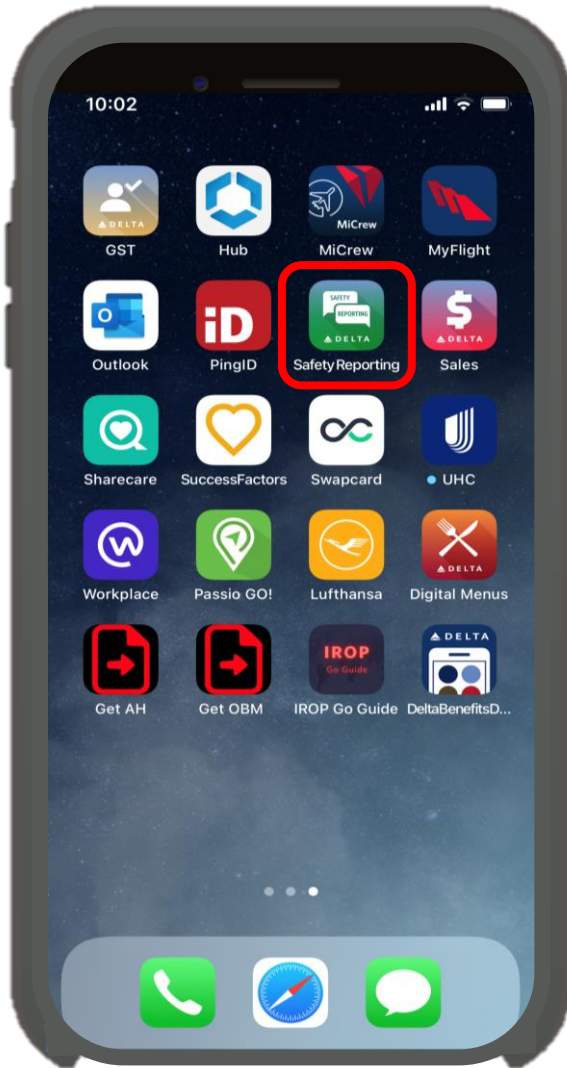 10:02
DELTA
GST
Hub
MiCrew
MiCrew
MyFlight
Outlook
iD
PingID
SAFETY
REPORTING
DELTA
Safety Reporting
$
DELTA
Sales
Sharecare
SuccessFactors
Swapcard
UHC
Workplace
Passio GO!
Lufthansa
DELTA
Digital Menus
Get AH
Get OBM
IROP
Go Guide
IROP Go Guide
DELTA
DeltaBenefitsD...